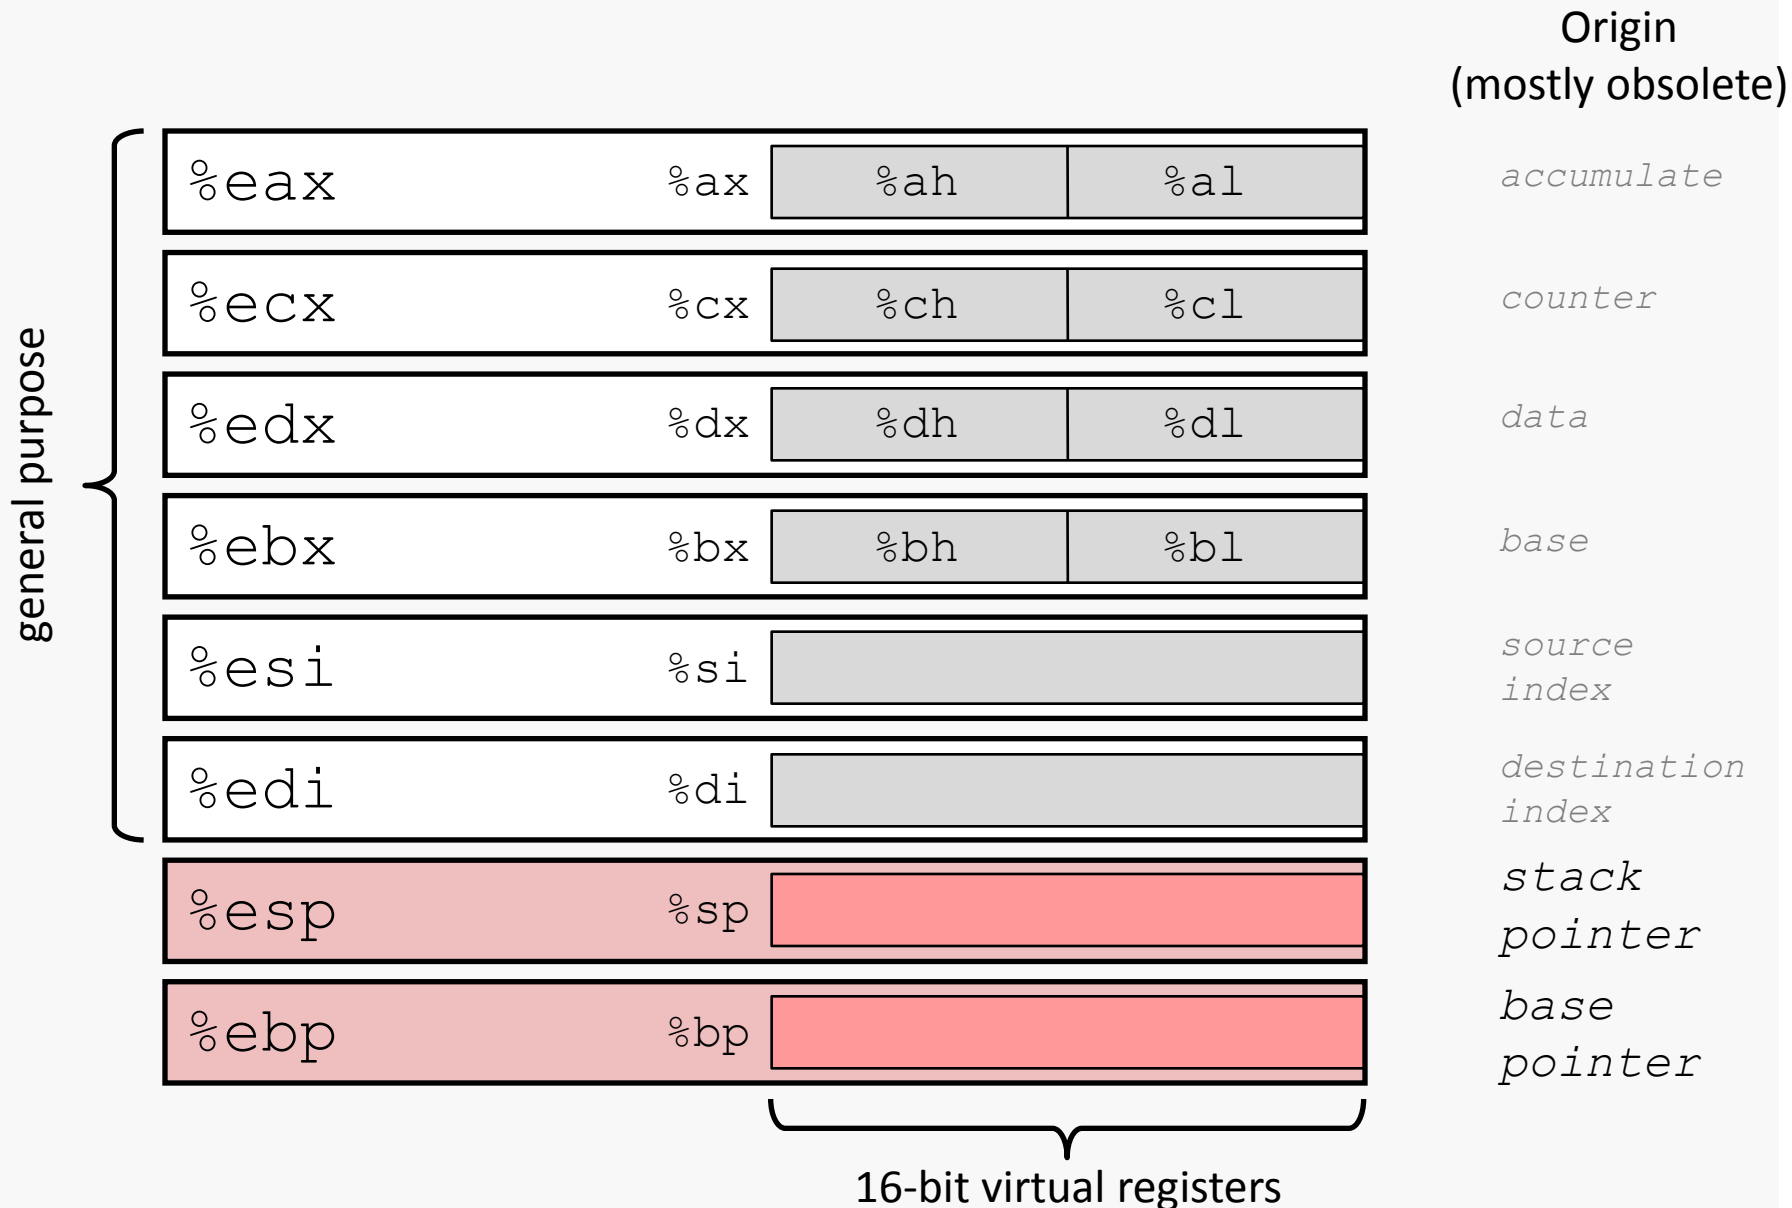 Origin
(mostly obsolete)
general purpose
%eax %ax %ah %al accumulate
%ecx %cx %ch %cl counter
%edx %dx %dh %dl data
%ebx %bx %bh %bl base
%esi %si source
index
%edi %di destination
index
%esp %sp stack
pointer
%ebp %bp base
pointer
16-bit virtual registers